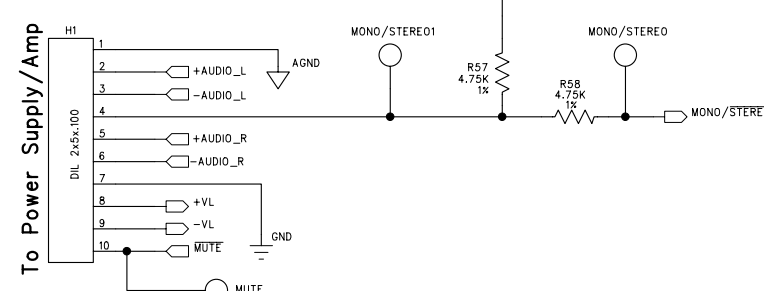 To Power Supply/Amp
H1
DIL 2x5x.100
1
AGND
2
+AUDIO_L
3
-AUDIO_L
4
MONO/STEREO1
R57
4.75K
1%
R58
4.75K
1%
MONO/STEREO
MONO/STERE
5
+AUDIO_R
6
-AUDIO_R
7
GND
8
+VL
9
-VL
10
MUTE
MUTE